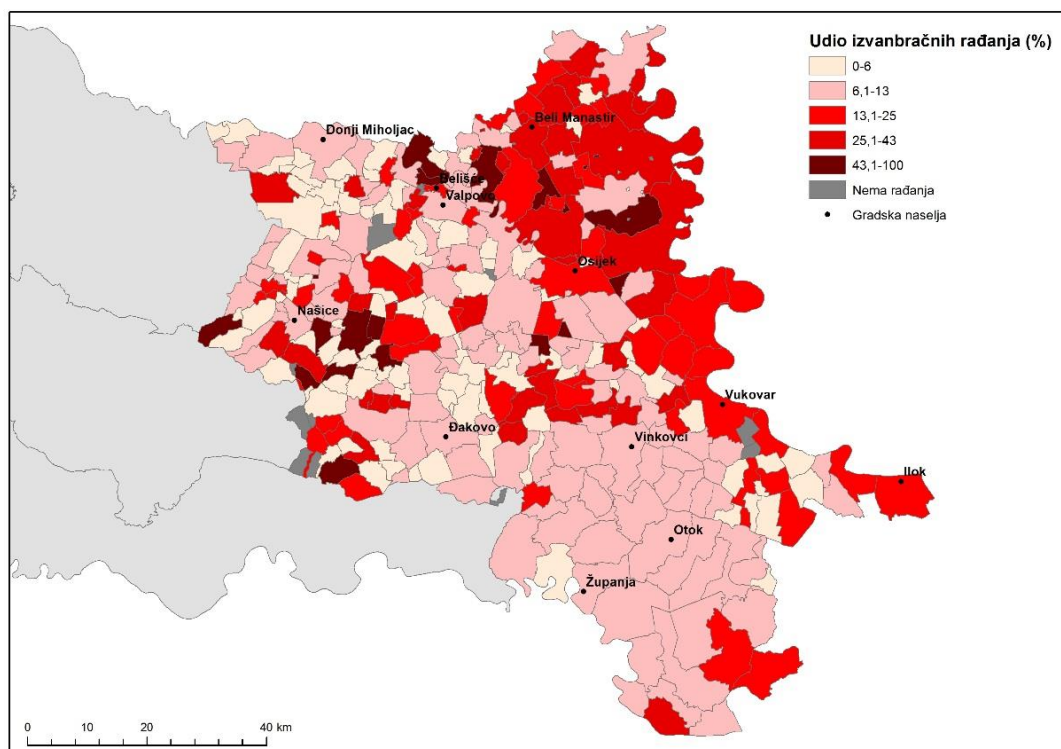 Udio izvanbračnih rađanja (%)
0-6
6,1-13
13,1-25
25,1-43
43,1-100
Nema rađanja
Gradska naselja
Beli Manastir
Donji Miholjac
Belišće
Valpovo
Osijek
Našice
Vukovar
Đakovo
Vinkovci
Ilok
Otok
Županja
0 10 20 40 km